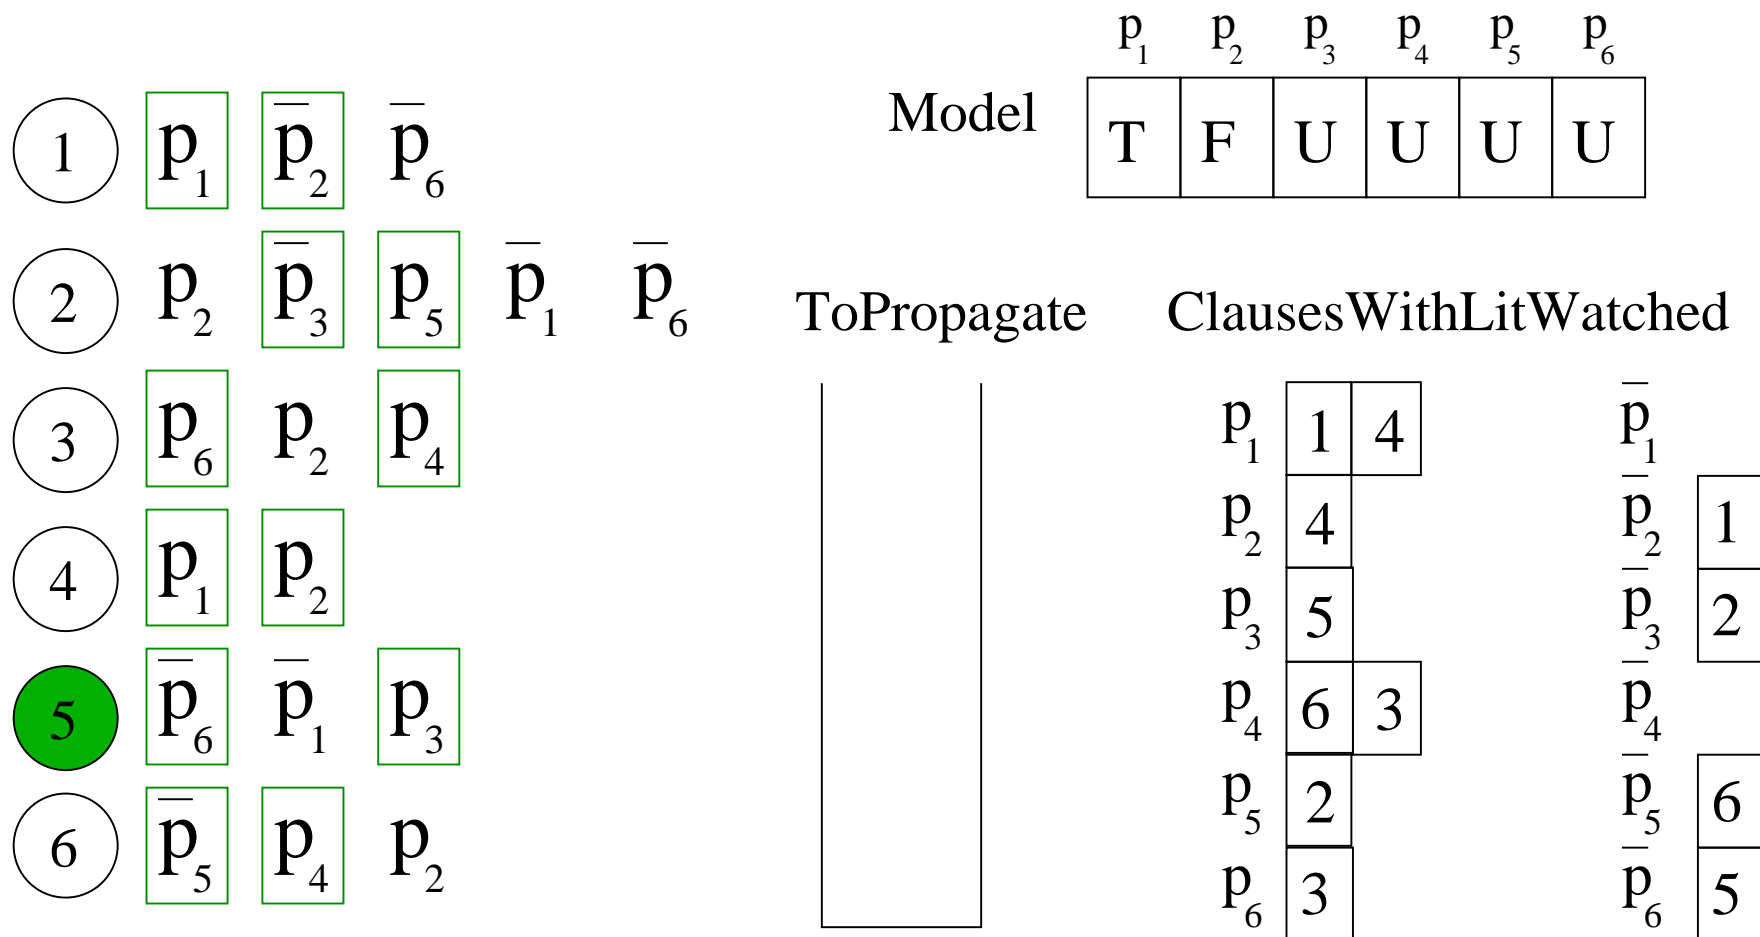 p₁ p₂ p₃ p₄ p₅ p₆
Model T F U U U U
1 p₁ p̅₂ p̅₆
2 p₂ p̅₃ p₅ p̅₁ p̅₆
ToPropagate ClausesWithLitWatched
3 p₆ p₂ p₄
4 p₁ p₂
5 p̅₆ p̅₁ p₃
6 p̅₅ p₄ p₂
p₁ 1 4 p̅₁
p₂ 4 p̅₂ 1
p₃ 5 p̅₃ 2
p₄ 6 3 p̅₄
p₅ 2 p̅₅ 6
p₆ 3 p̅₆ 5